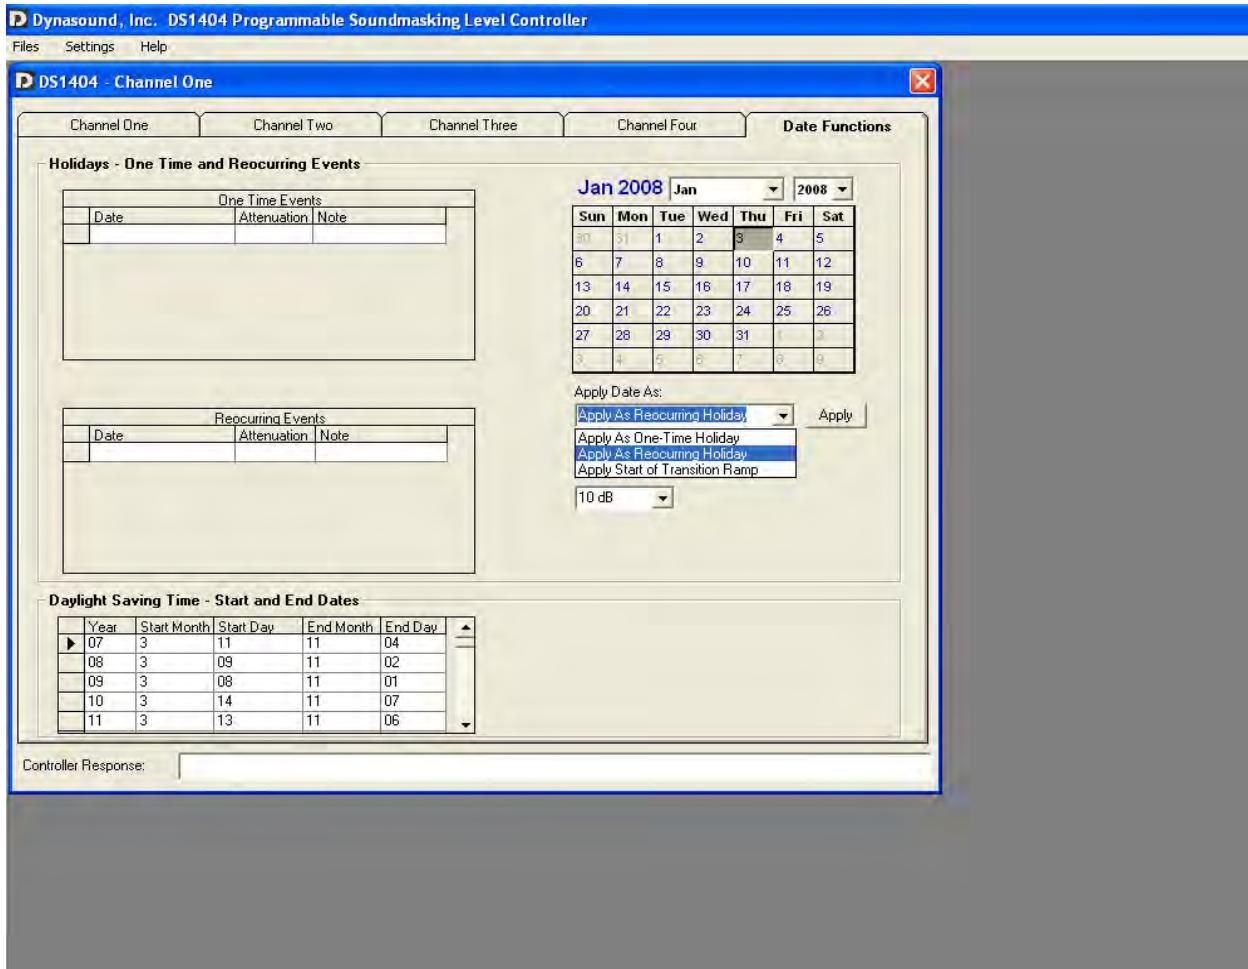 Dynasound, Inc. DS1404 Programmable Soundmasking Level Controller
Files Settings Help
DS1404 - Channel One
Channel One Channel Two Channel Three Channel Four Date Functions
Holidays - One Time and Reocurring Events
One Time Events
Date Attenuation Note
Jan 2008 Jan 2008
Sun Mon Tue Wed Thu Fri Sat
30 31 1 2 3 4 5
6 7 8 9 10 11 12
13 14 15 16 17 18 19
20 21 22 23 24 25 26
27 28 29 30 31 1 2
3 4 5 6 7 8 9
Apply Date As:
Apply As Reocurring Holiday Apply
Apply As One-Time Holiday
Apply As Reocurring Holiday
Apply Start of Transition Ramp
10 dB
Reocurring Events
Date Attenuation Note
Daylight Saving Time - Start and End Dates
Year Start Month Start Day End Month End Day
07 3 11 11 04
08 3 09 11 02
09 3 08 11 01
10 3 14 11 07
11 3 13 11 06
Controller Response: